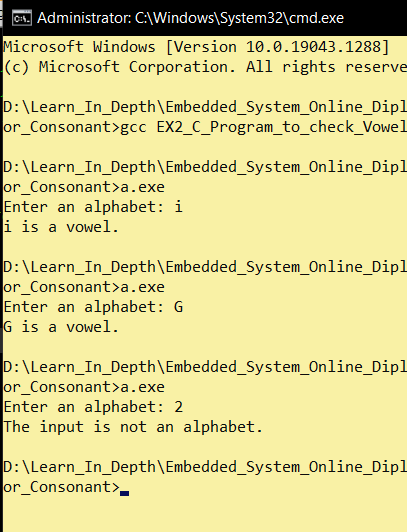 Administrator: C:\Windows\System32\cmd.exe
Microsoft Windows [Version 10.0.19043.1288]
(c) Microsoft Corporation. All rights reserve
D:\Learn_In_Depth\Embedded_System_Online_Dipl
or_Consonant>gcc EX2_C_Program_to_check_Vowel
D:\Learn_In_Depth\Embedded_System_Online_Dipl
or_Consonant>a.exe
Enter an alphabet: i
i is a vowel.
D:\Learn_In_Depth\Embedded_System_Online_Dipl
or_Consonant>a.exe
Enter an alphabet: G
G is a vowel.
D:\Learn_In_Depth\Embedded_System_Online_Dipl
or_Consonant>a.exe
Enter an alphabet: 2
The input is not an alphabet.
D:\Learn_In_Depth\Embedded_System_Online_Dipl
or_Consonant>